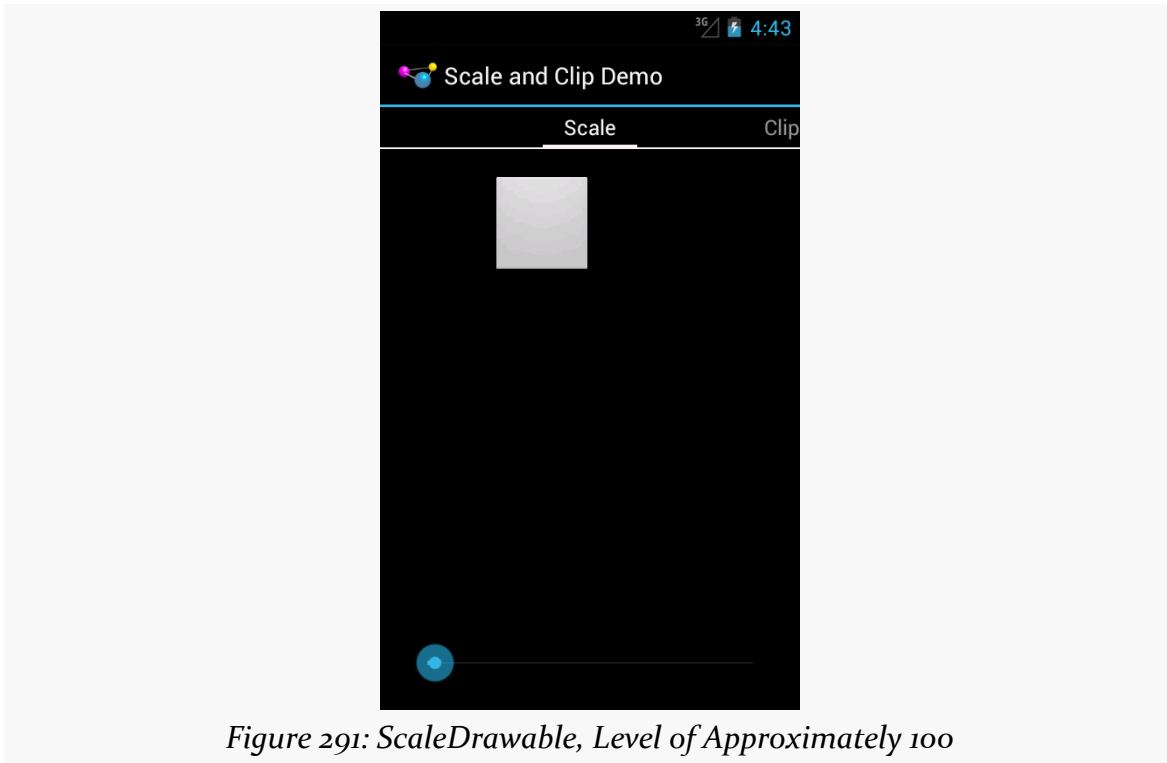 3G 4:43
Scale and Clip Demo
Scale Clip
Figure 291: ScaleDrawable, Level of Approximately 100